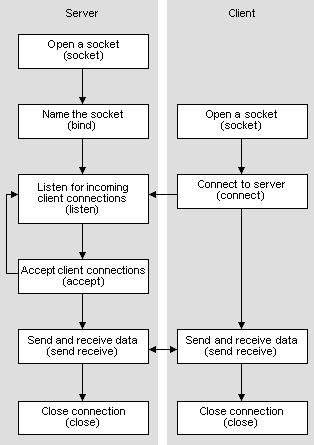 Server
Open a socket
(socket)
Name the socket
(bind)
Listen for incoming
client connections
(listen)
Accept client connections
(accept)
Send and receive data
(send receive)
Close connection
(close)
Client
Open a socket
(socket)
Connect to server
(connect)
Send and receive data
(send receive)
Close connection
(close)